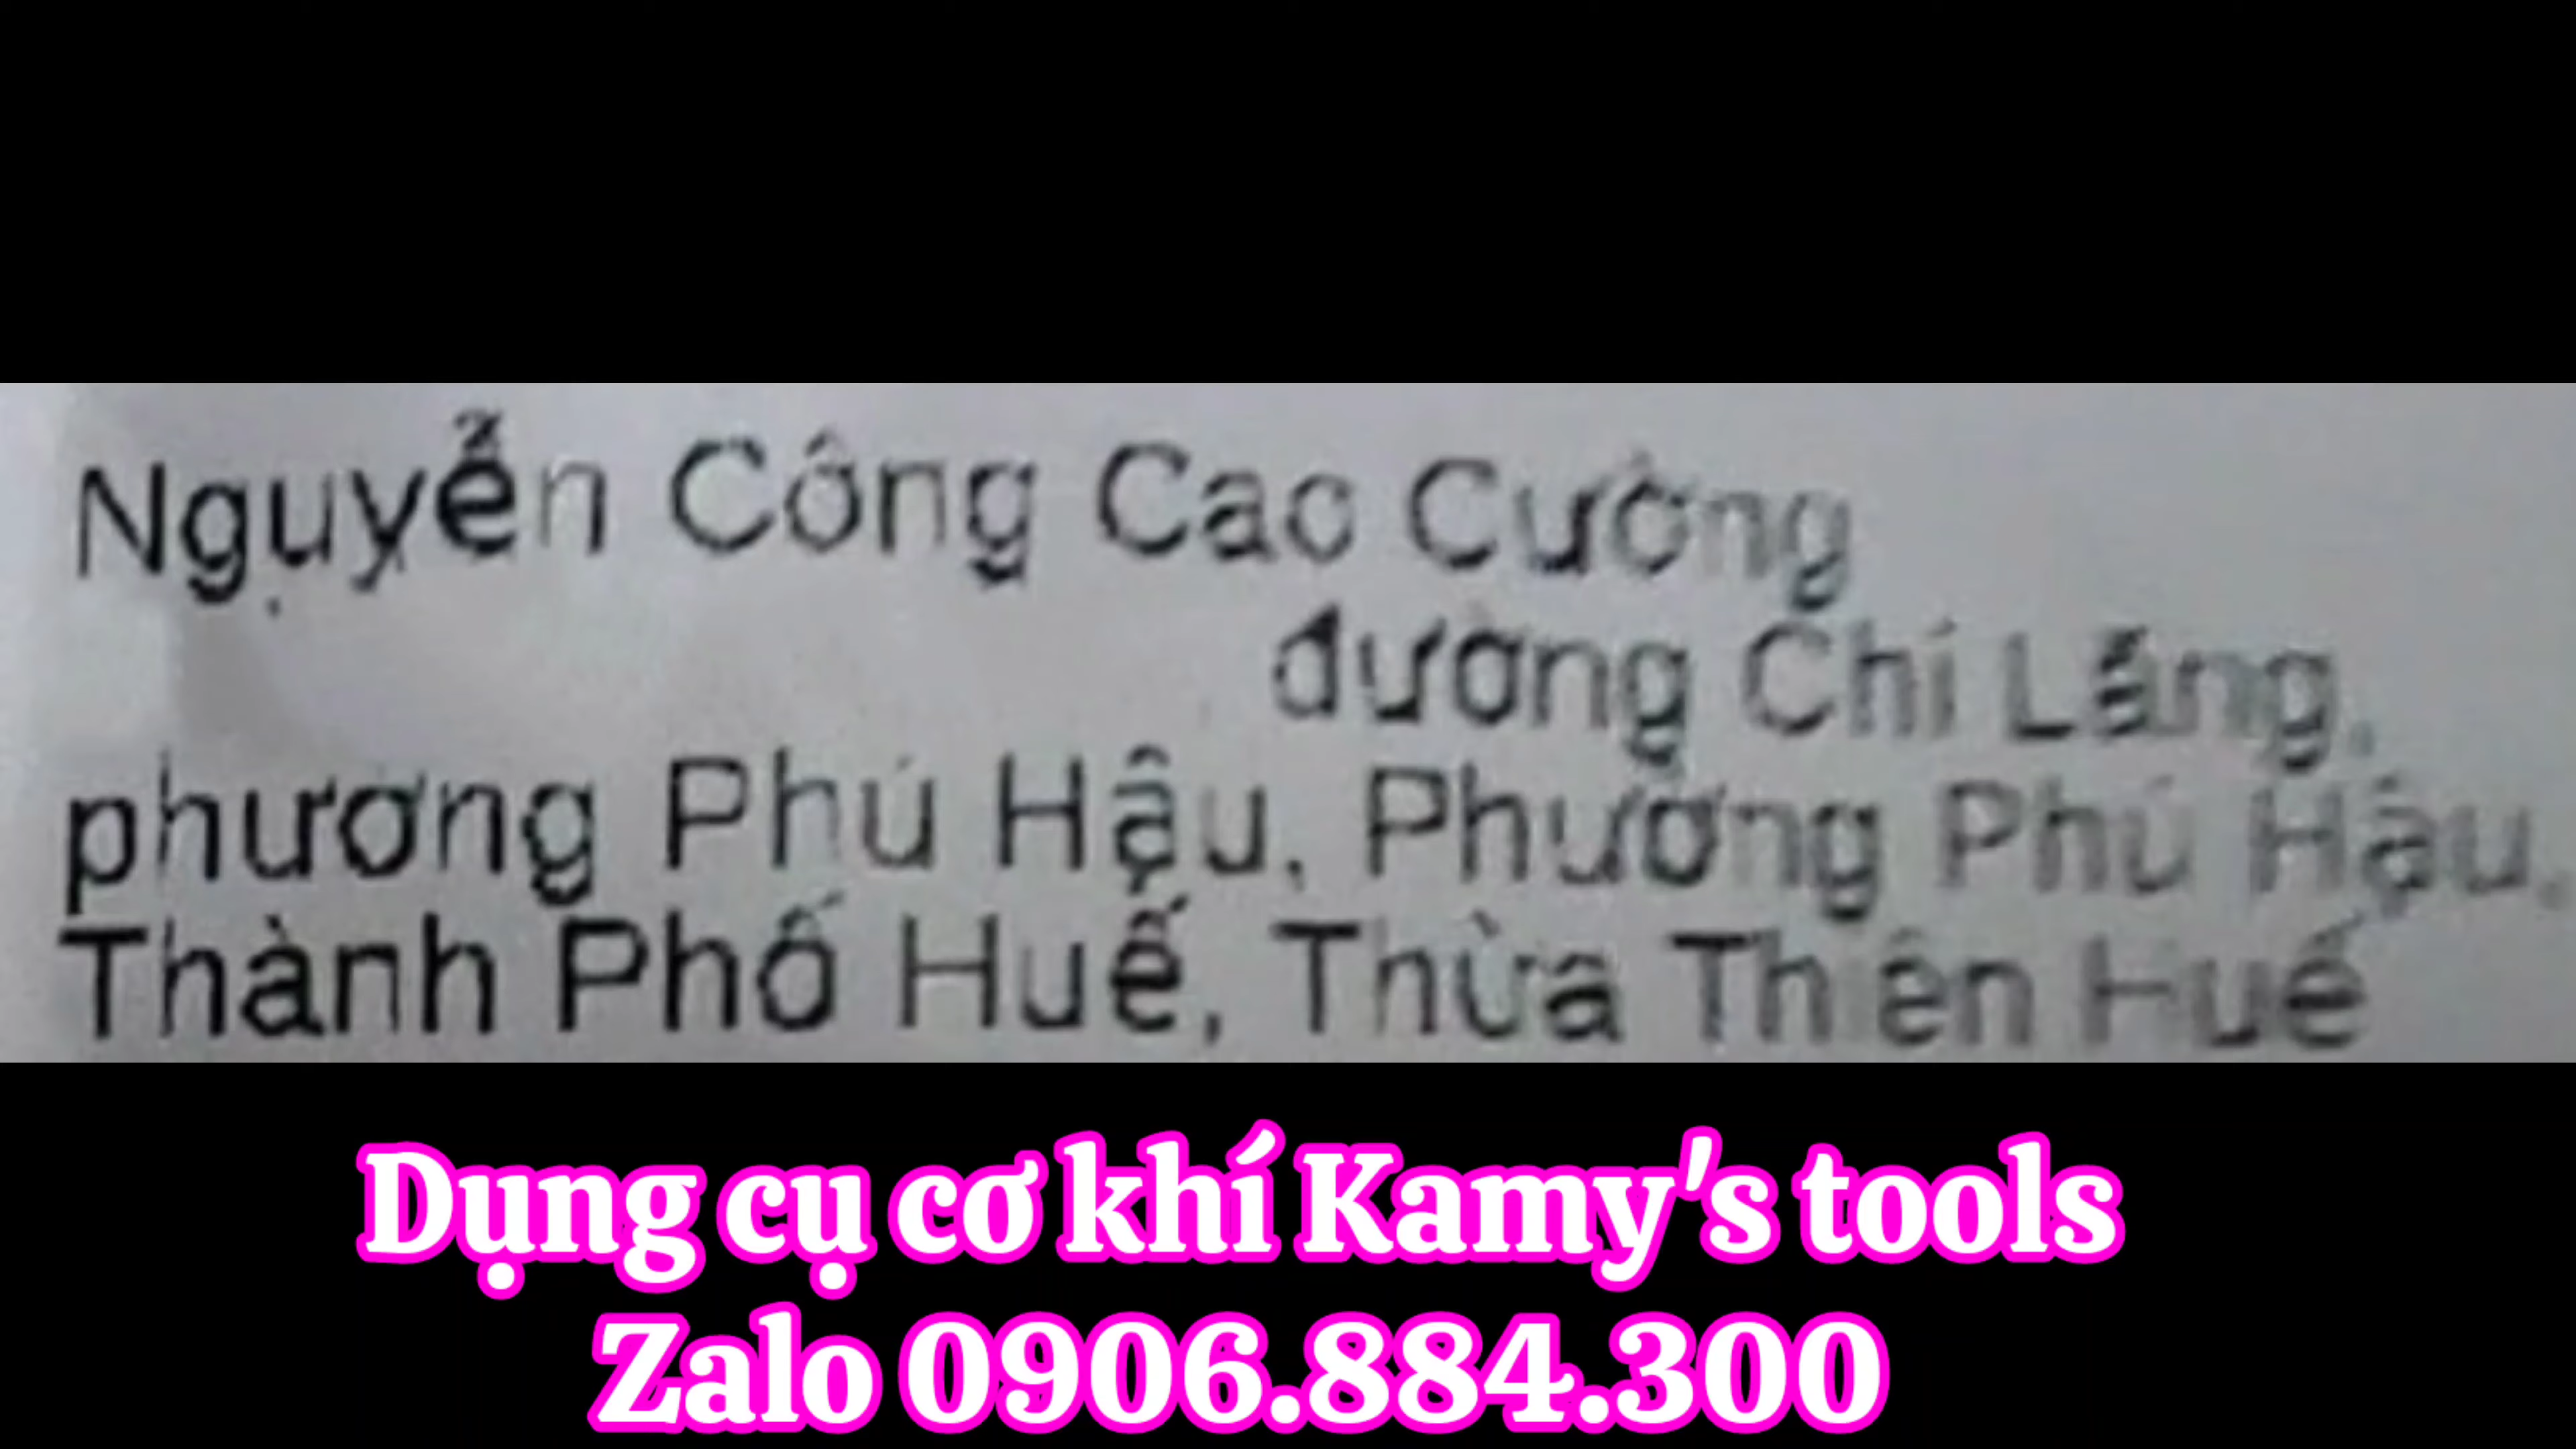 Nguyễn Công Cao Cường
đường Chi Lăng,
phường Phú Hậu, Phường Phú Hậu,
Thành Phố Huế, Thừa Thiên Huế
Dụng cụ cơ khí Kamy's tools
Zalo 0906.884.300